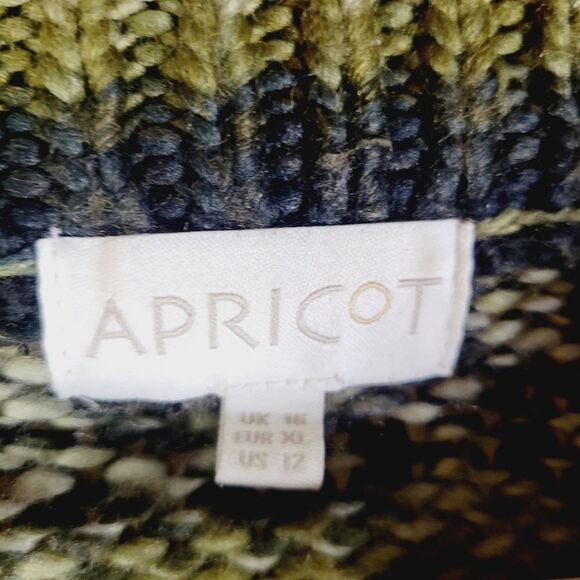 APRICOT
UK 16
EUR XL
US 12